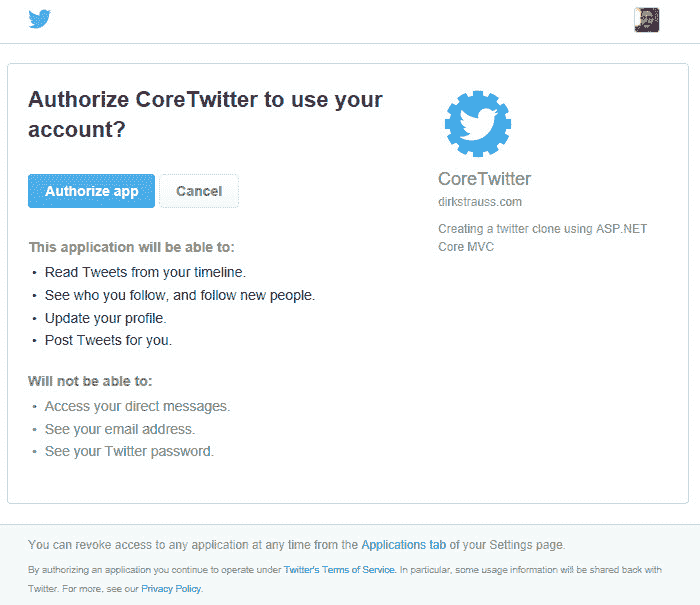 Authorize CoreTwitter to use your
account?
Authorize app
Cancel
This application will be able to:
• Read Tweets from your timeline.
• See who you follow, and follow new people.
• Update your profile.
• Post Tweets for you.
Will not be able to:
• Access your direct messages.
• See your email address.
• See your Twitter password.
CoreTwitter
dirkstrauss.com
Creating a twitter clone using ASP.NET
Core MVC
You can revoke access to any application at any time from the Applications tab of your Settings page.
By authorizing an application you continue to operate under Twitter's Terms of Service. In particular, some usage information will be shared back with
Twitter. For more, see our Privacy Policy.